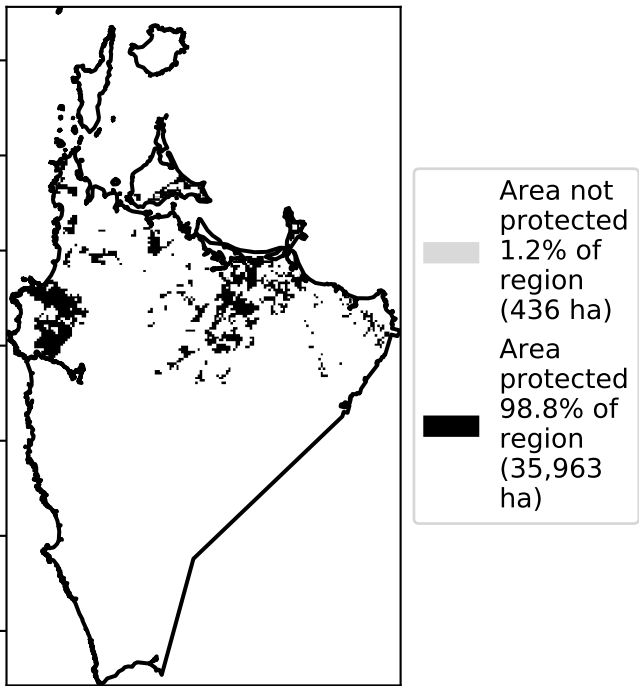 Area not
protected
1.2% of
region
(436 ha)
Area
protected
98.8% of
region
(35,963
ha)